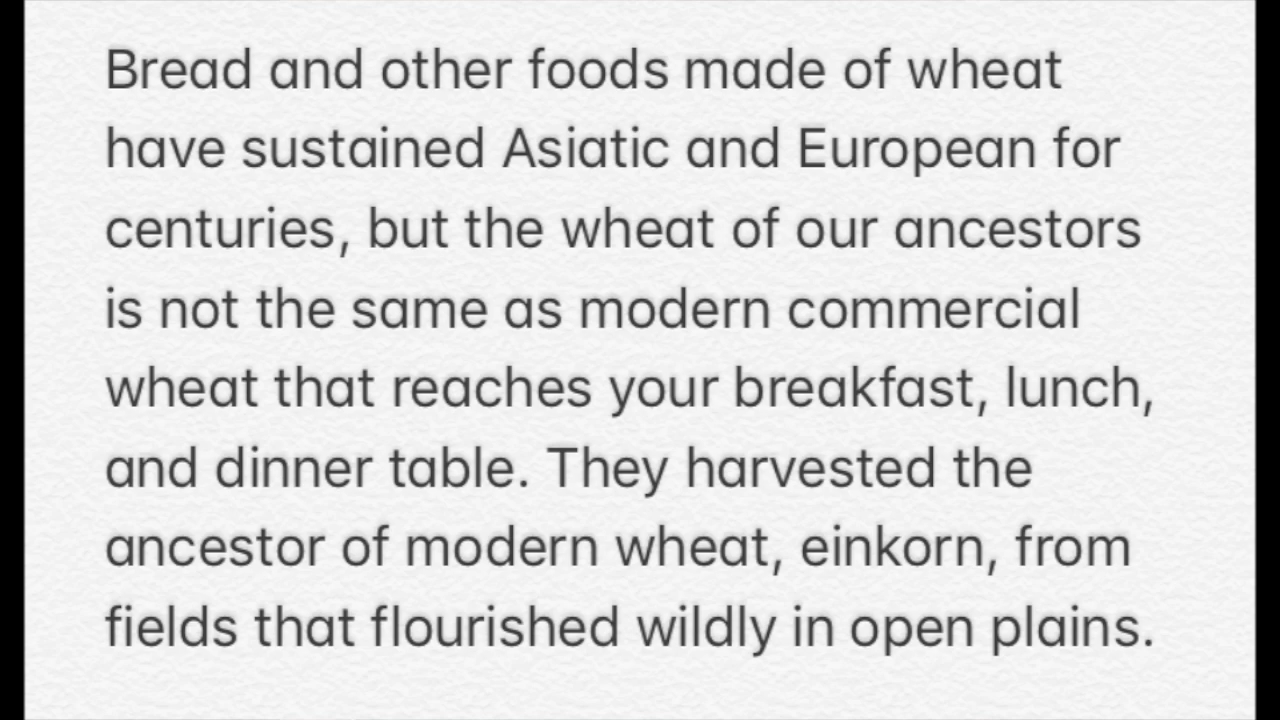 Bread and other foods made of wheat
have sustained Asiatic and European for
centuries, but the wheat of our ancestors
is not the same as modern commercial
wheat that reaches your breakfast, lunch,
and dinner table. They harvested the
ancestor of modern wheat, einkorn, from
fields that flourished wildly in open plains.